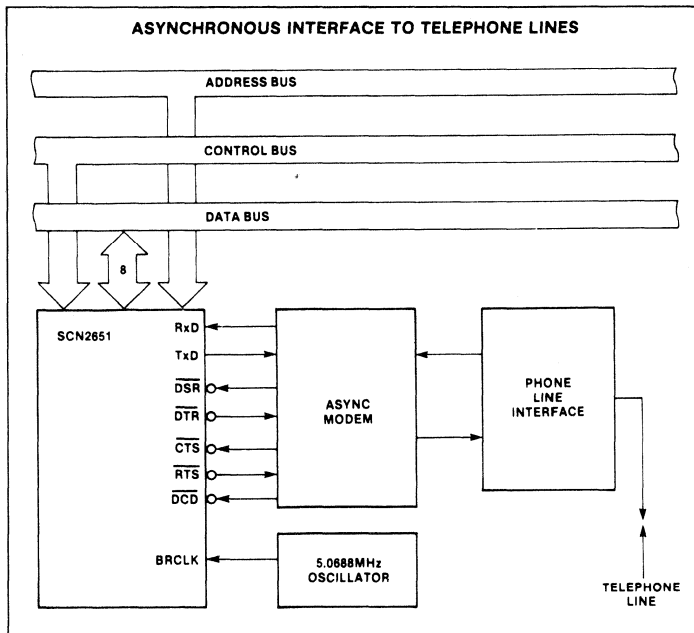 ASYNCHRONOUS INTERFACE TO TELEPHONE LINES
ADDRESS BUS
CONTROL BUS
DATA BUS
8
SCN2651
RxD
TxD
DSR
DTR
CTS
RTS
DCD
BRCLK
ASYNC
MODEM
PHONE
LINE
INTERFACE
5.0688MHz
OSCILLATOR
TELEPHONE
LINE